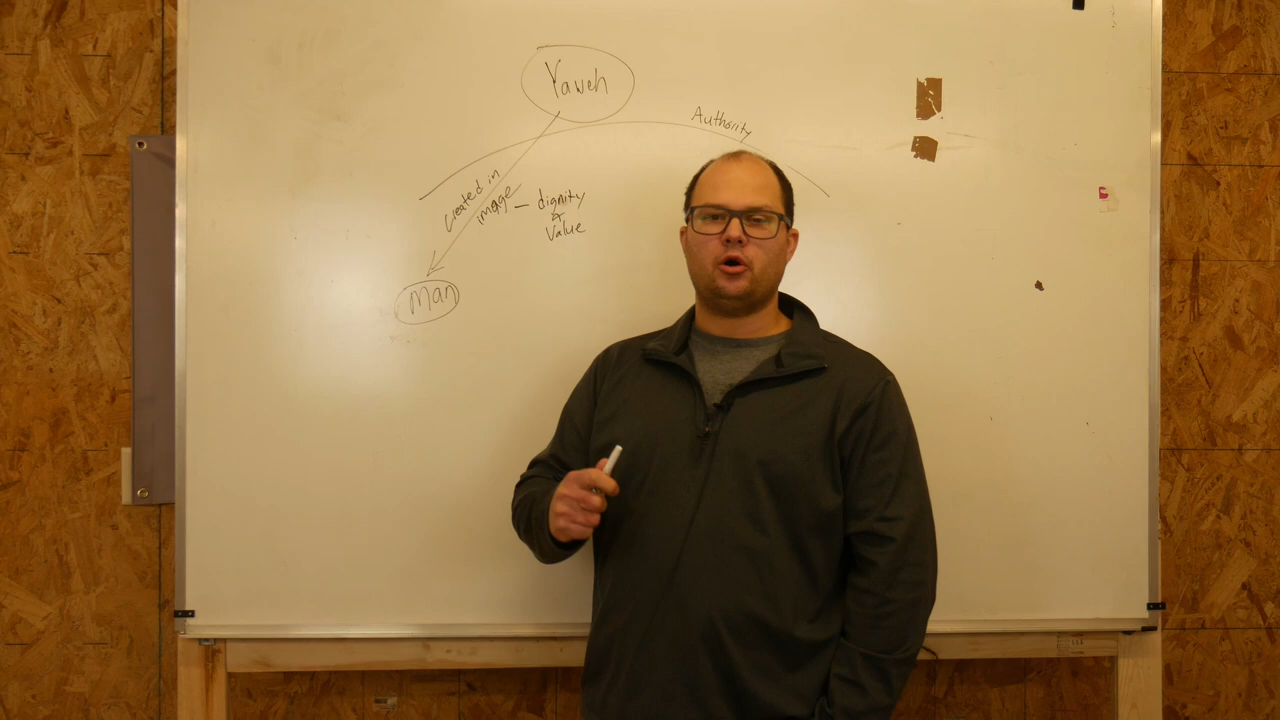 Yaweh
Authority
Created in
image – dignity
&
Value
Man